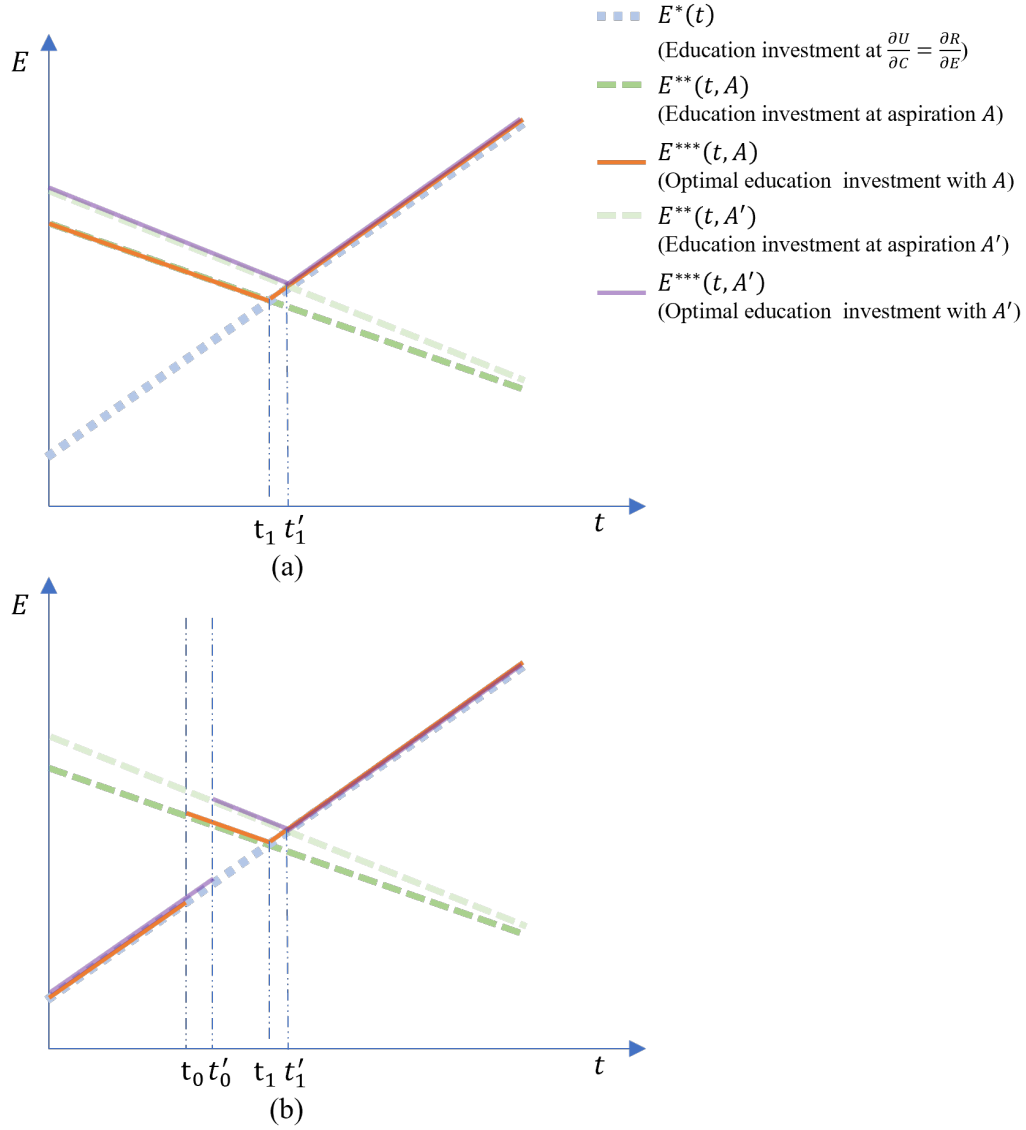 E
E*(t)
(Education investment at ∂U/∂C = ∂R/∂E)
E**(t, A)
(Education investment at aspiration A)
E***(t, A)
(Optimal education investment with A)
E**(t, A′)
(Education investment at aspiration A′)
E***(t, A′)
(Optimal education investment with A′)
t₁ t₁′ t
(a)
E
t₀ t₀′ t₁ t₁′ t
(b)